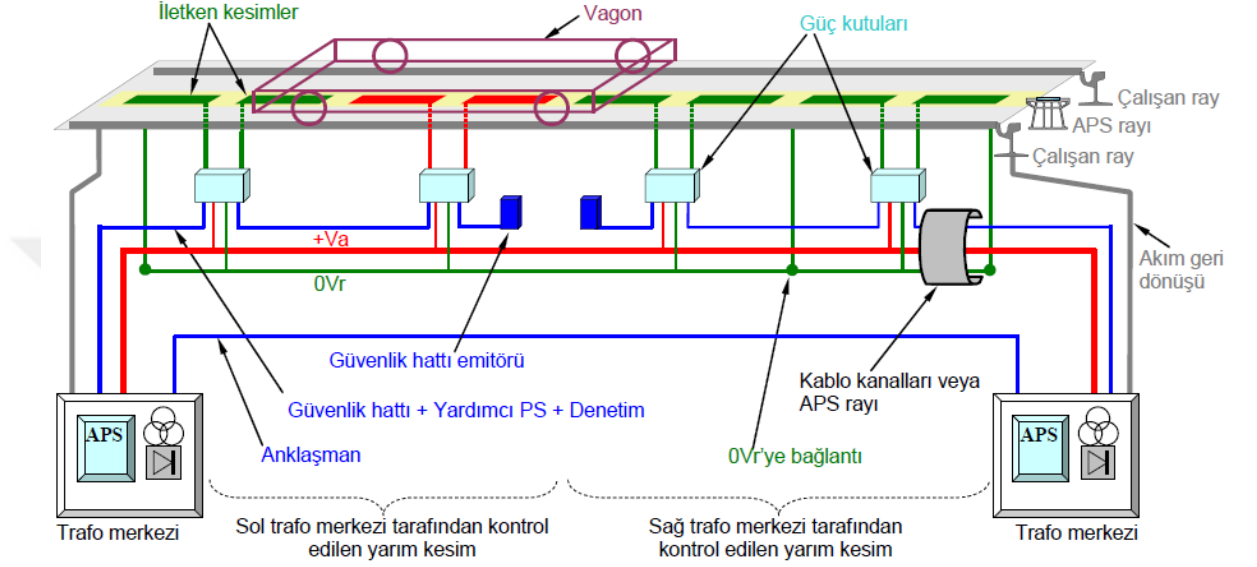 İletken kesimler
Vagon
Güç kutuları
Çalışan ray
APS rayı
Çalışan ray
+Va
0Vr
Akım geri
dönüşü
Güvenlik hattı emitörü
Kablo kanalları veya
APS rayı
Güvenlik hattı + Yardımcı PS + Denetim
APS
APS
Anklaşman
0Vr'ye bağlantı
Trafo merkezi
Sol trafo merkezi tarafından kontrol
edilen yarım kesim
Sağ trafo merkezi tarafından
kontrol edilen yarım kesim
Trafo merkezi